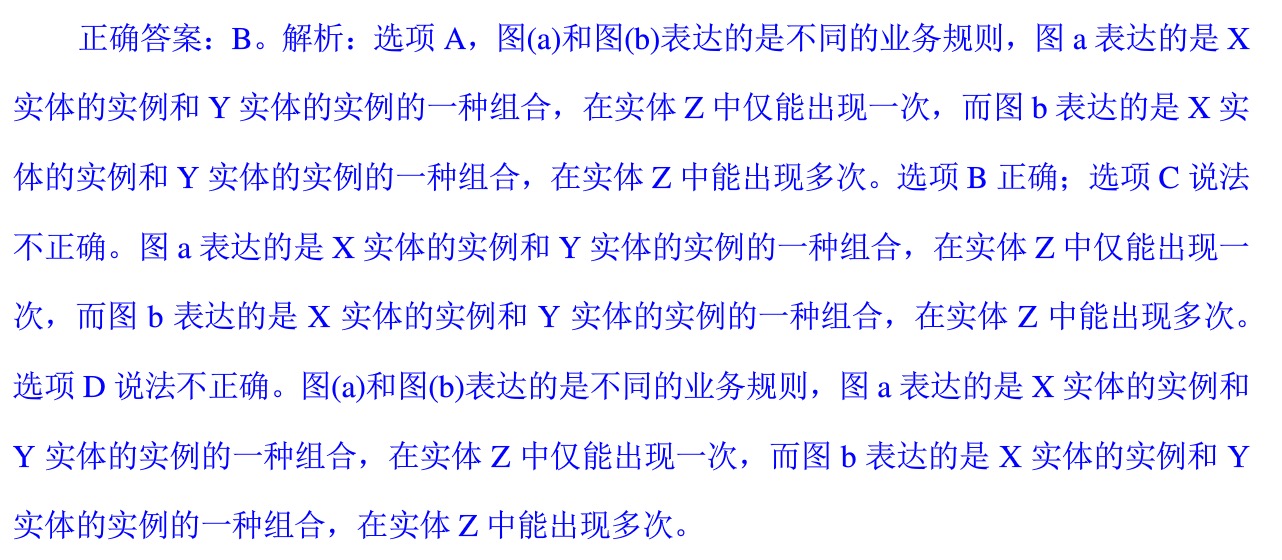 正确答案：B。解析：选项 A，图(a)和图(b)表达的是不同的业务规则，图 a 表达的是 X
实体的实例和 Y 实体的实例的一种组合，在实体 Z 中仅能出现一次，而图 b 表达的是 X 实
体的实例和 Y 实体的实例的一种组合，在实体 Z 中能出现多次。选项 B 正确；选项 C 说法
不正确。图 a 表达的是 X 实体的实例和 Y 实体的实例的一种组合，在实体 Z 中仅能出现一
次，而图 b 表达的是 X 实体的实例和 Y 实体的实例的一种组合，在实体 Z 中能出现多次。
选项 D 说法不正确。图(a)和图(b)表达的是不同的业务规则，图 a 表达的是 X 实体的实例和
Y 实体的实例的一种组合，在实体 Z 中仅能出现一次，而图 b 表达的是 X 实体的实例和 Y
实体的实例的一种组合，在实体 Z 中能出现多次。